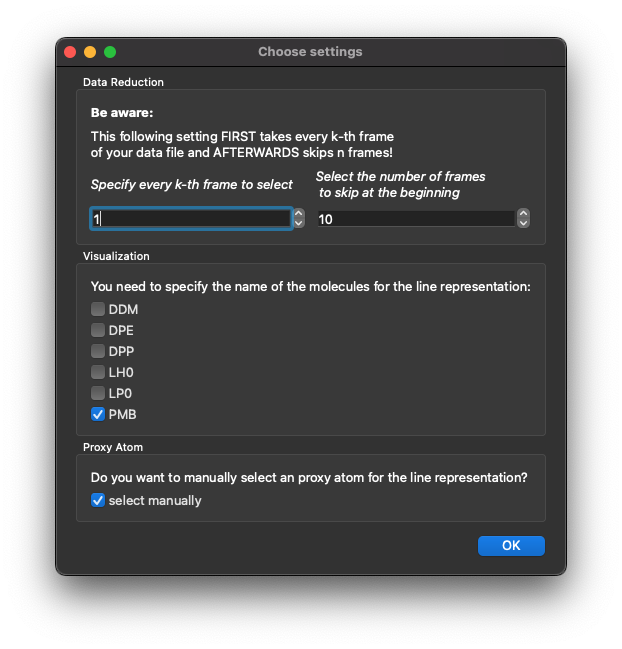 Choose settings
Data Reduction
Be aware:
This following setting FIRST takes every k-th frame
of your data file and AFTERWARDS skips n frames!
Specify every k-th frame to select
Select the number of frames
to skip at the beginning
1
10
Visualization
You need to specify the name of the molecules for the line representation:
DDM
DPE
DPP
LH0
LP0
PMB
Proxy Atom
Do you want to manually select an proxy atom for the line representation?
select manually
OK